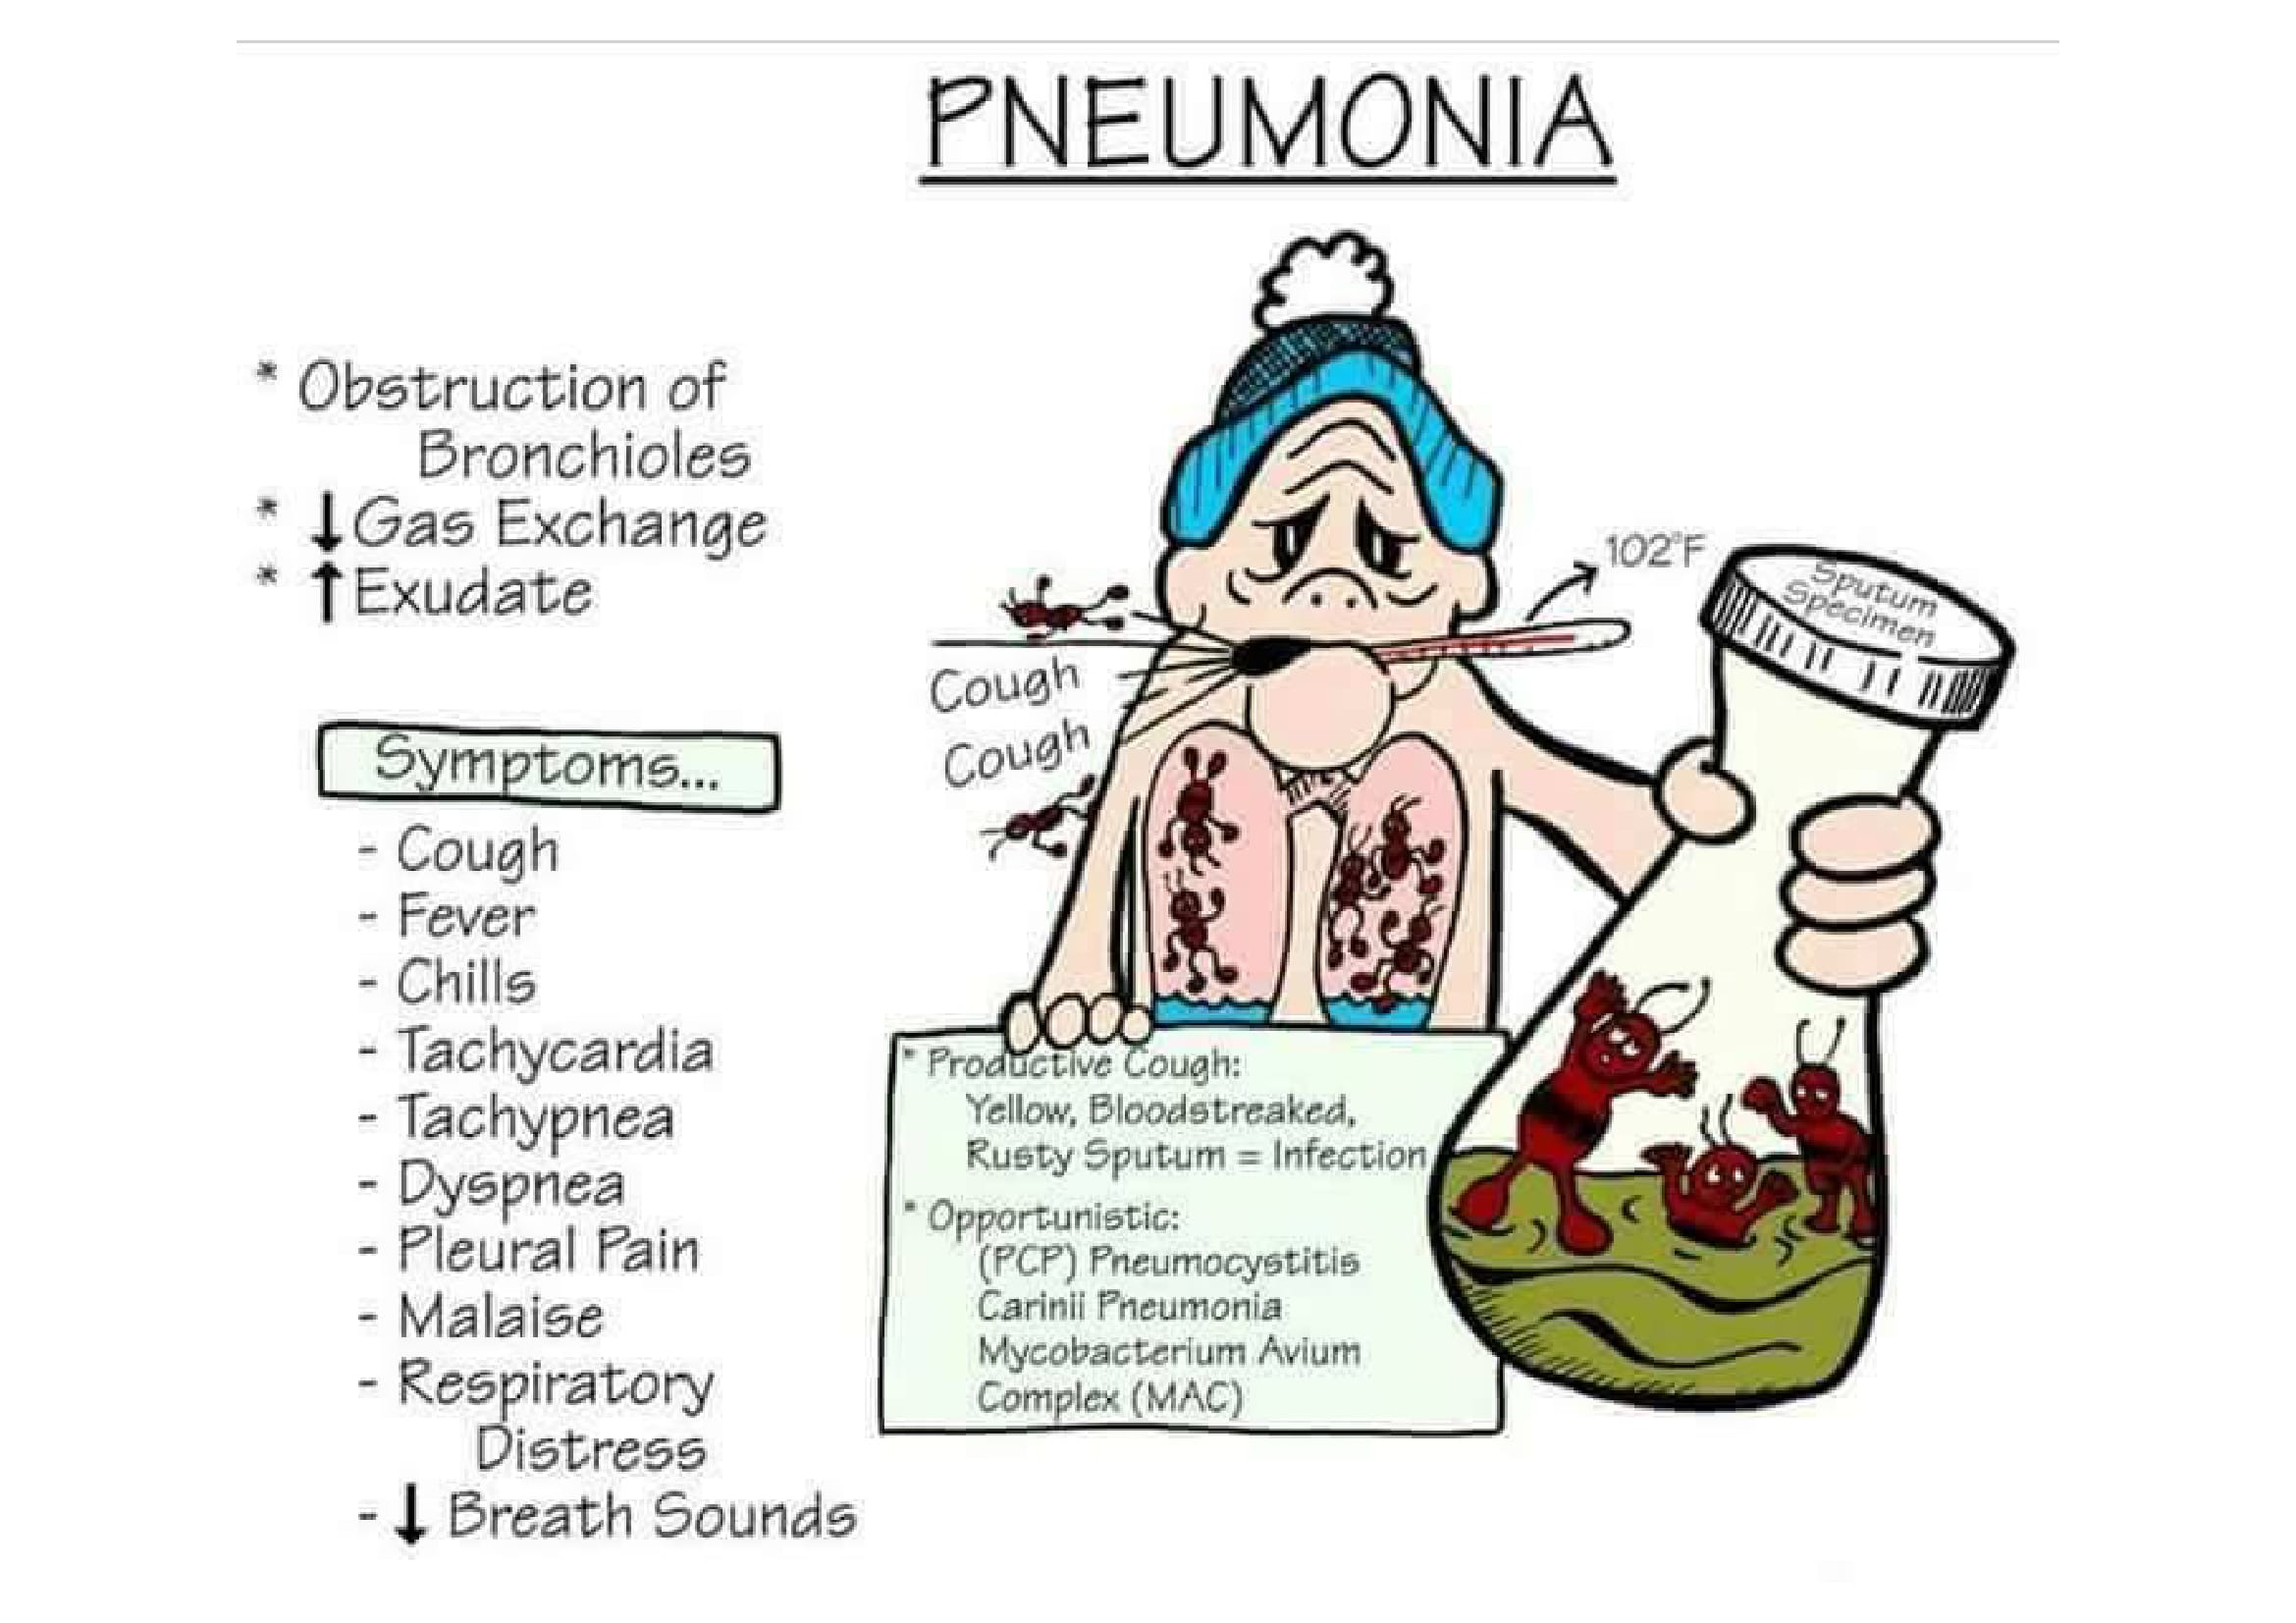 PNEUMONIA
* Obstruction of
Bronchioles
* ↓Gas Exchange
* ↑Exudate
Symptoms...
- Cough
- Fever
- Chills
- Tachycardia
- Tachypnea
- Dyspnea
- Pleural Pain
- Malaise
- Respiratory
Distress
- ↓ Breath Sounds
Cough
Cough
102°F
Sputum
Specimen
* Productive Cough:
Yellow, Bloodstreaked,
Rusty Sputum = Infection
* Opportunistic:
(PCP) Pneumocystitis
Carinii Pneumonia
Mycobacterium Avium
Complex (MAC)